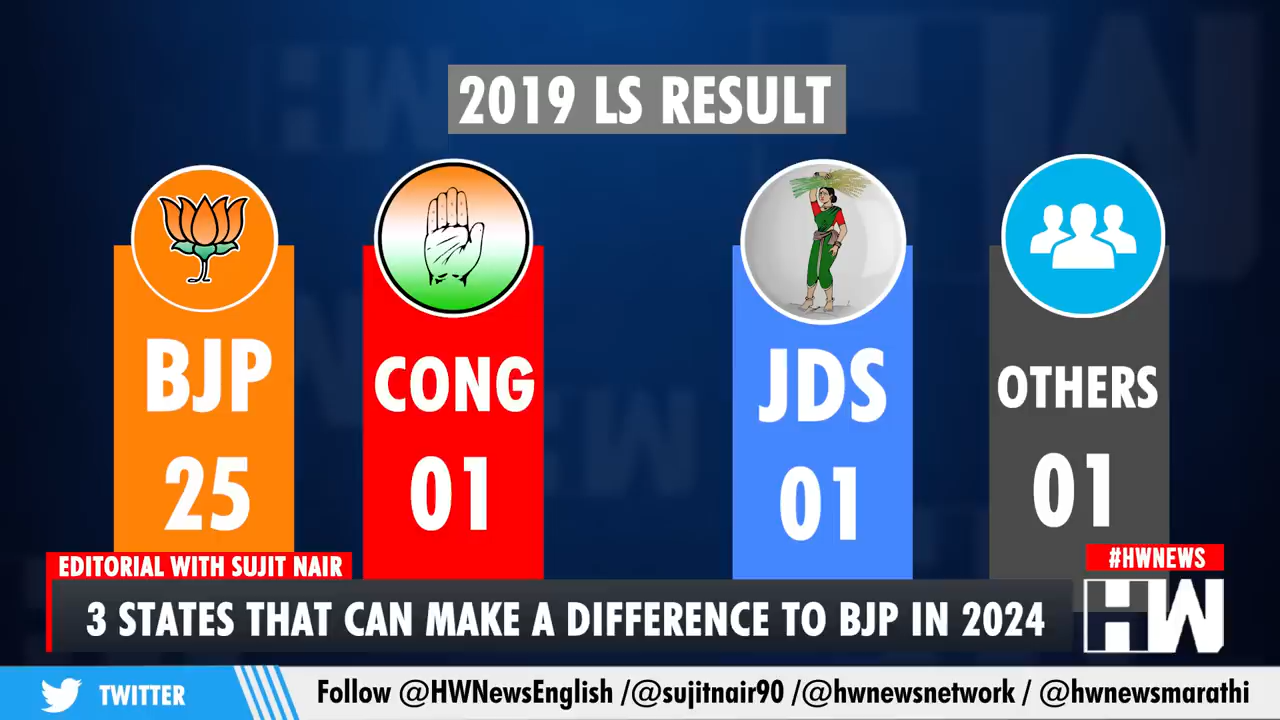 2019 LS RESULT
BJP
25
CONG
01
JDS
01
OTHERS
01
EDITORIAL WITH SUJIT NAIR
#HWNEWS
3 STATES THAT CAN MAKE A DIFFERENCE TO BJP IN 2024
HW
TWITTER
Follow @HWNewsEnglish /@sujitnair90 /@hwnewsnetwork / @hwnewsmarathi